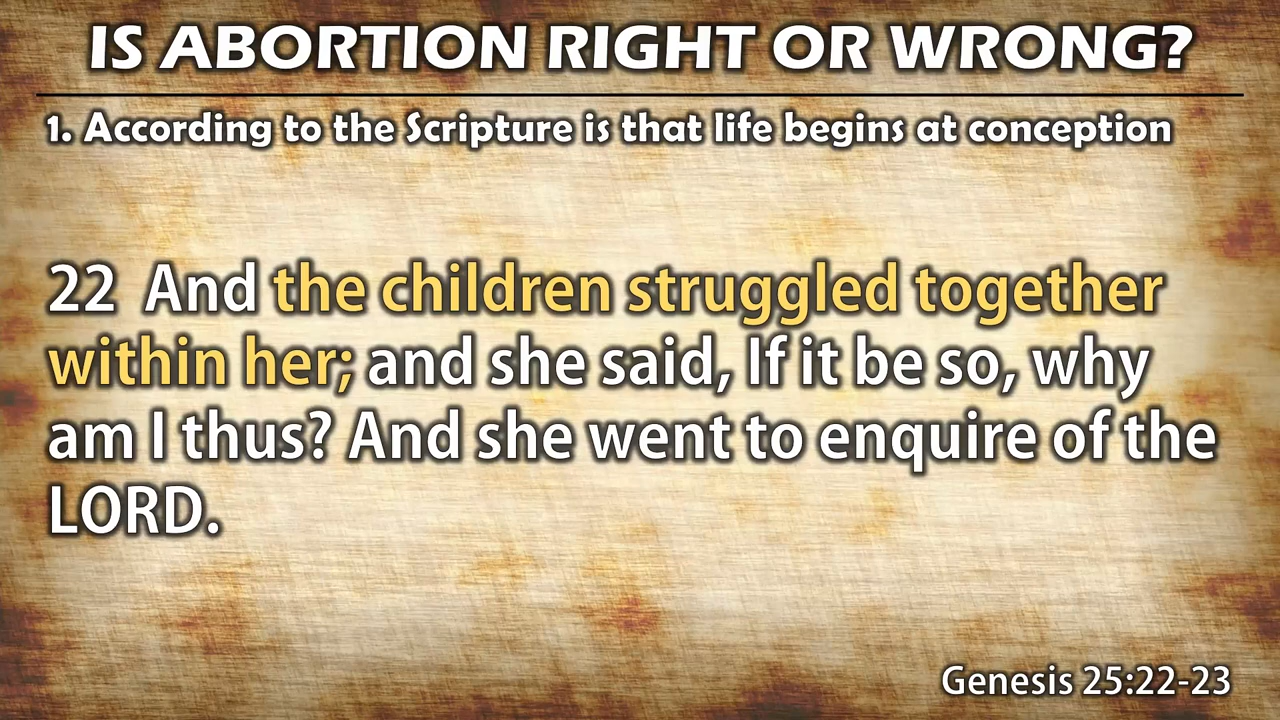 IS ABORTION RIGHT OR WRONG?
1. According to the Scripture is that life begins at conception
22 And the children struggled together
within her; and she said, If it be so, why
am I thus? And she went to enquire of the
LORD.
Genesis 25:22-23